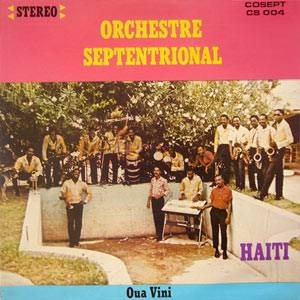 STEREO
ORCHESTRE
SEPTENTRIONAL
COSEPT
CS 004
HAITI
Oua Vini